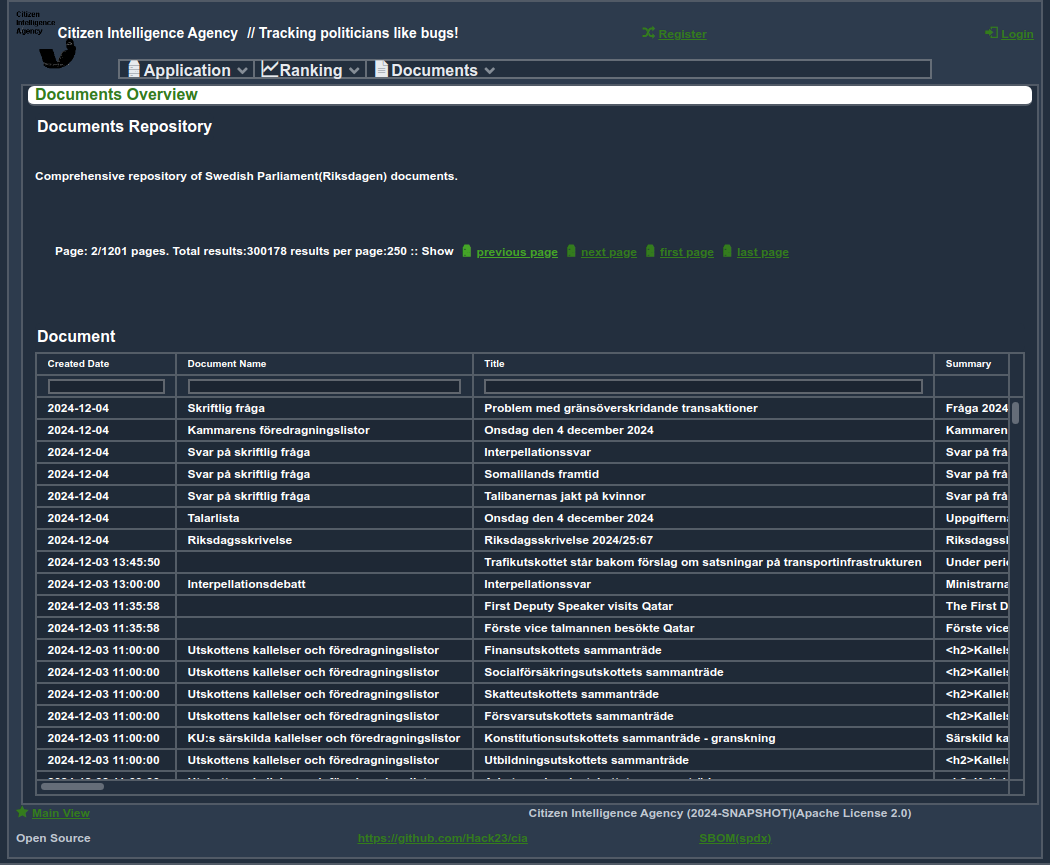 Citizen
Intelligence
Agency
Citizen Intelligence Agency // Tracking politicians like bugs!
Register
Login
Application
Ranking
Documents
Documents Overview
Documents Repository
Comprehensive repository of Swedish Parliament(Riksdagen) documents.
Page: 2/1201 pages. Total results:300178 results per page:250 :: Show previous page next page first page last page
Document
Created Date Document Name Title Summary
2024-12-04 Skriftlig fråga Problem med gränsöverskridande transaktioner Fråga 2024
2024-12-04 Kammarens föredragningslistor Onsdag den 4 december 2024 Kammaren
2024-12-04 Svar på skriftlig fråga Interpellationssvar Svar på frå
2024-12-04 Svar på skriftlig fråga Somalilands framtid Svar på frå
2024-12-04 Svar på skriftlig fråga Talibanernas jakt på kvinnor Svar på frå
2024-12-04 Talarlista Onsdag den 4 december 2024 Uppgiftern
2024-12-04 Riksdagsskrivelse Riksdagsskrivelse 2024/25:67 Riksdagssk
2024-12-03 13:45:50 Trafikutskottet står bakom förslag om satsningar på transportinfrastrukturen Under peri
2024-12-03 13:00:00 Interpellationsdebatt Interpellationssvar Ministrarna
2024-12-03 11:35:58 First Deputy Speaker visits Qatar The First D
2024-12-03 11:35:58 Förste vice talmannen besökte Qatar Förste vice
2024-12-03 11:00:00 Utskottens kallelser och föredragningslistor Finansutskottets sammanträde <h2>Kallels
2024-12-03 11:00:00 Utskottens kallelser och föredragningslistor Socialförsäkringsutskottets sammanträde <h2>Kallels
2024-12-03 11:00:00 Utskottens kallelser och föredragningslistor Skatteutskottets sammanträde <h2>Kallels
2024-12-03 11:00:00 Utskottens kallelser och föredragningslistor Försvarsutskottets sammanträde <h2>Kallels
2024-12-03 11:00:00 KU:s särskilda kallelser och föredragningslistor Konstitutionsutskottets sammanträde - granskning Särskild ka
2024-12-03 11:00:00 Utskottens kallelser och föredragningslistor Utbildningsutskottets sammanträde <h2>Kallels
Main View
Citizen Intelligence Agency (2024-SNAPSHOT)(Apache License 2.0)
Open Source
https://github.com/Hack23/cia
SBOM(spdx)